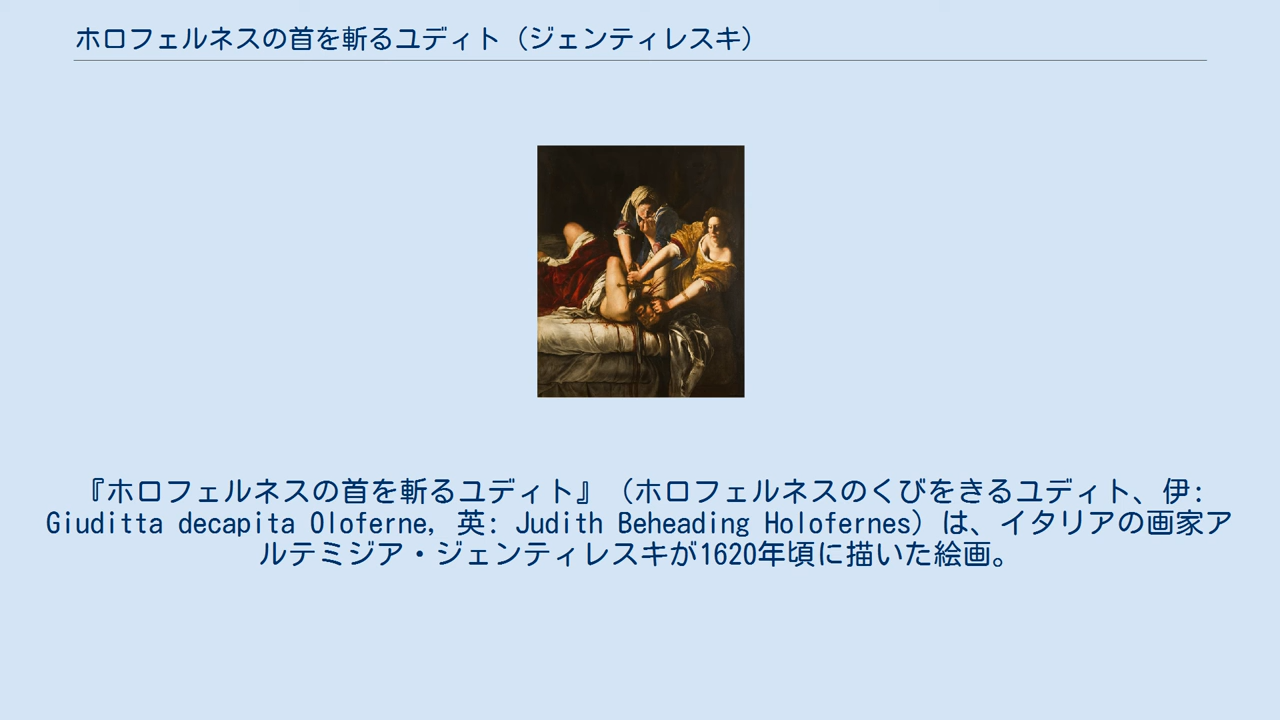 ホロフェルネスの首を斬るユディト（ジェンティレスキ）
『ホロフェルネスの首を斬るユディト』（ホロフェルネスのくびをきるユディト、伊:
Giuditta decapita Oloferne, 英: Judith Beheading Holofernes）は、イタリアの画家ア
ルテミジア・ジェンティレスキが1620年頃に描いた絵画。